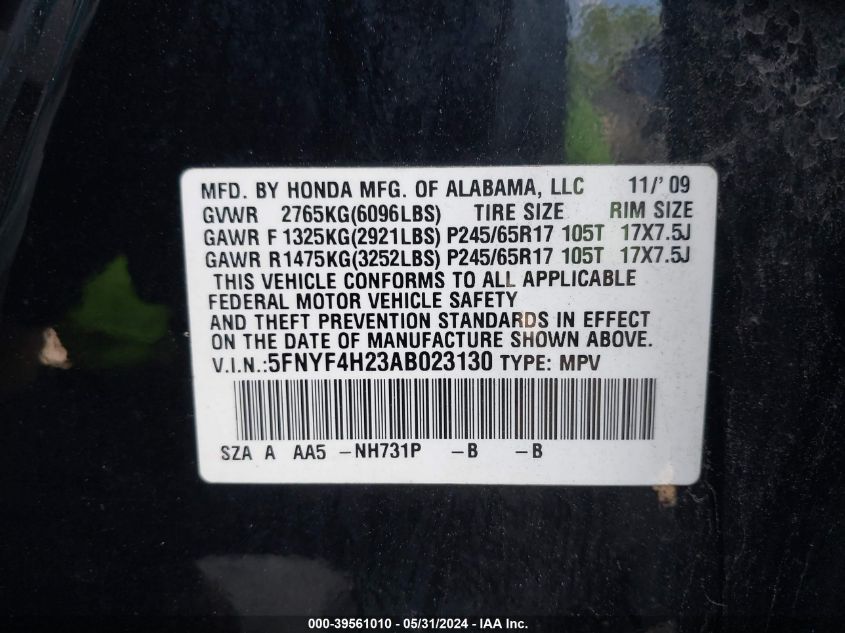 MFD. BY HONDA MFG. OF ALABAMA, LLC 11/' 09
GVWR 2765KG(6096LBS) TIRE SIZE RIM SIZE
GAWR F 1325KG(2921LBS) P245/65R17 105T 17X7.5J
GAWR R1475KG(3252LBS) P245/65R17 105T 17X7.5J
THIS VEHICLE CONFORMS TO ALL APPLICABLE
FEDERAL MOTOR VEHICLE SAFETY
AND THEFT PREVENTION STANDARDS IN EFFECT
ON THE DATE OF MANUFACTURE SHOWN ABOVE.
V.I.N.:5FNYF4H23AB023130 TYPE: MPV
SZA A AA5 -NH731P -B -B
000-39561010 - 05/31/2024 - IAA Inc.